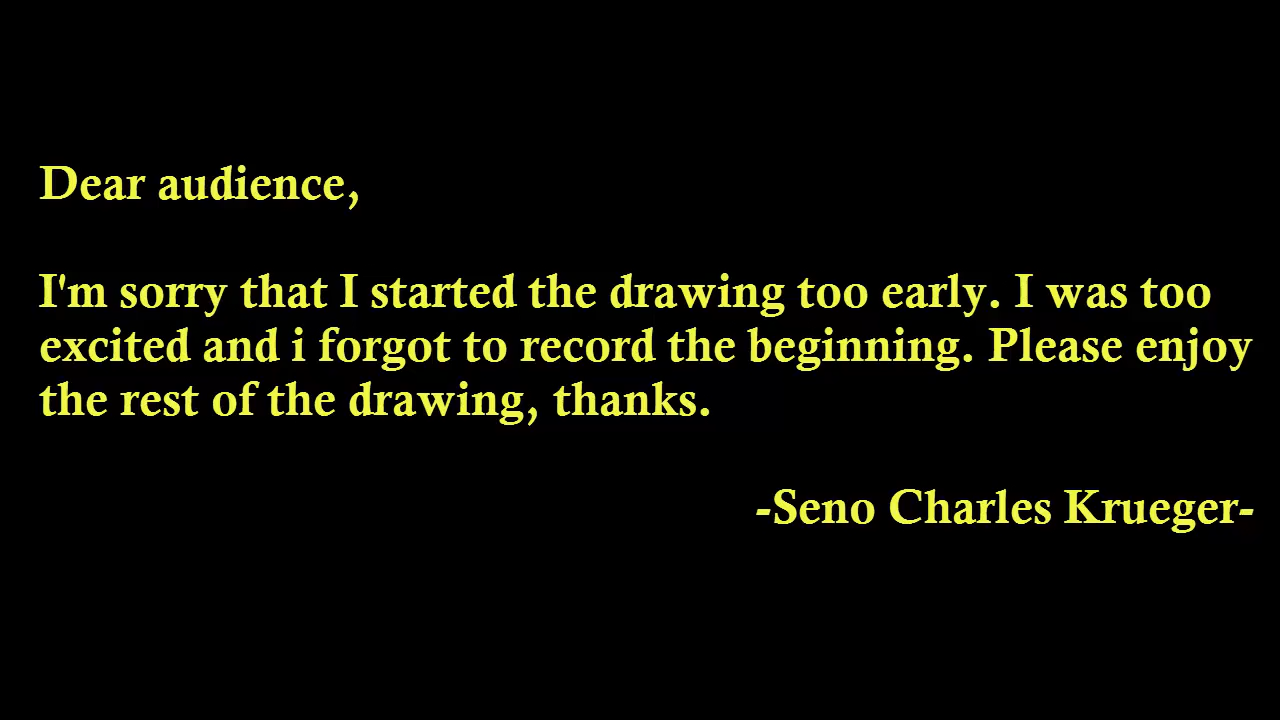 Dear audience,
I'm sorry that I started the drawing too early. I was too
excited and i forgot to record the beginning. Please enjoy
the rest of the drawing, thanks.
-Seno Charles Krueger-